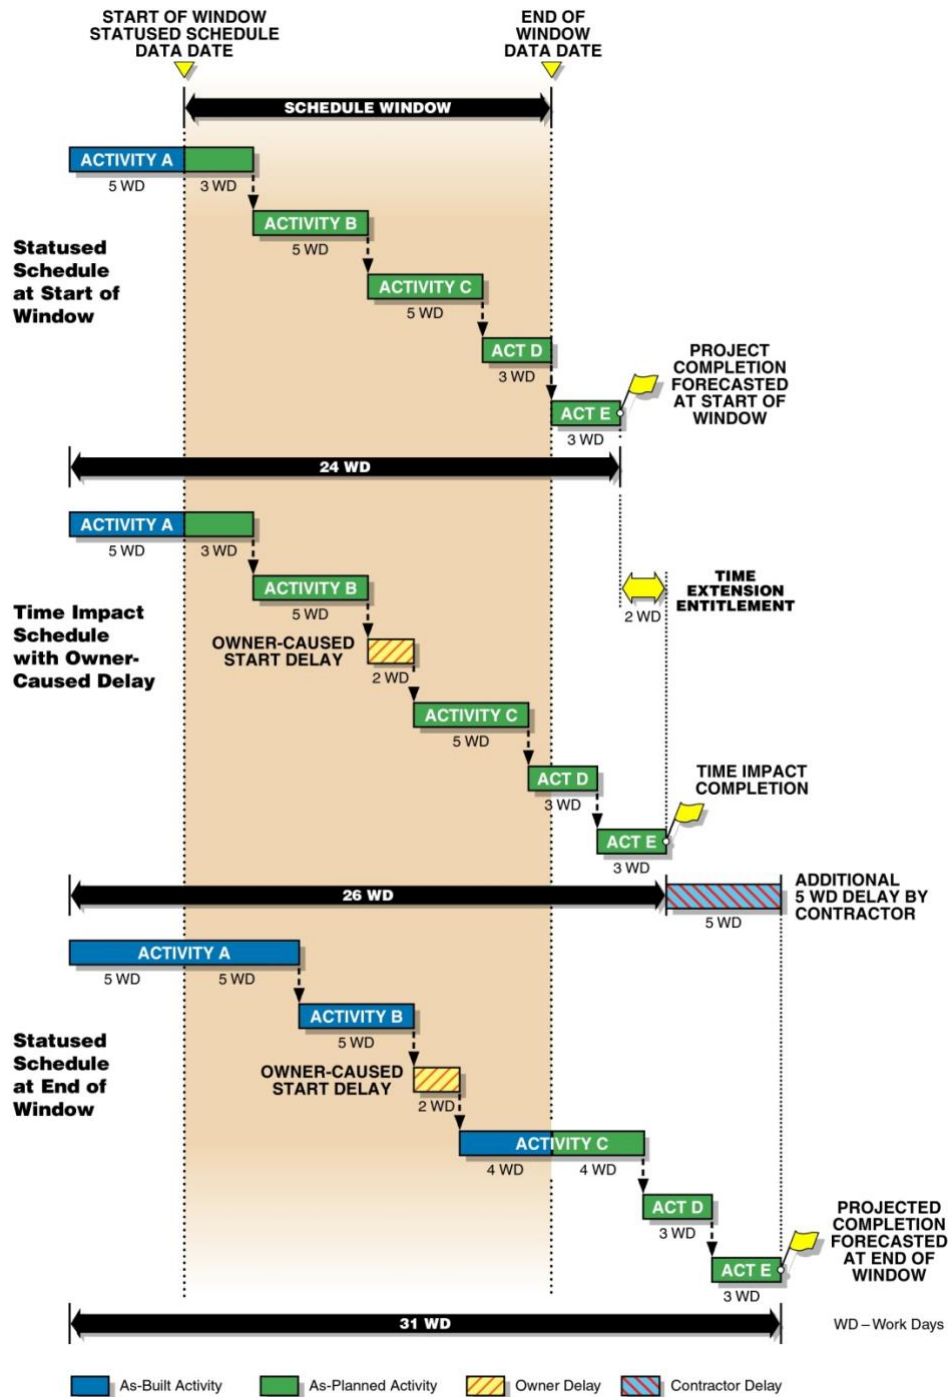 START OF WINDOW
STATUSED SCHEDULE
DATA DATE
END OF
WINDOW
DATA DATE
SCHEDULE WINDOW
ACTIVITY A
5 WD
3 WD
ACTIVITY B
5 WD
Statused
Schedule
at Start of
Window
ACTIVITY C
5 WD
ACT D
3 WD
PROJECT
COMPLETION
FORECASTED
AT START OF
WINDOW
ACT E
3 WD
24 WD
ACTIVITY A
5 WD
3 WD
ACTIVITY B
5 WD
TIME
EXTENSION
ENTITLEMENT
2 WD
Time Impact
Schedule
with Owner-
Caused Delay
OWNER-CAUSED
START DELAY
2 WD
ACTIVITY C
5 WD
ACT D
3 WD
TIME IMPACT
COMPLETION
ACT E
3 WD
26 WD
5 WD
ADDITIONAL
5 WD DELAY BY
CONTRACTOR
ACTIVITY A
5 WD
5 WD
ACTIVITY B
5 WD
Statused
Schedule
at End of
Window
OWNER-CAUSED
START DELAY
2 WD
ACTIVITY C
4 WD
4 WD
ACT D
3 WD
PROJECTED
COMPLETION
FORECASTED
AT END OF
WINDOW
ACT E
3 WD
31 WD
WD – Work Days
As-Built Activity
As-Planned Activity
Owner Delay
Contractor Delay